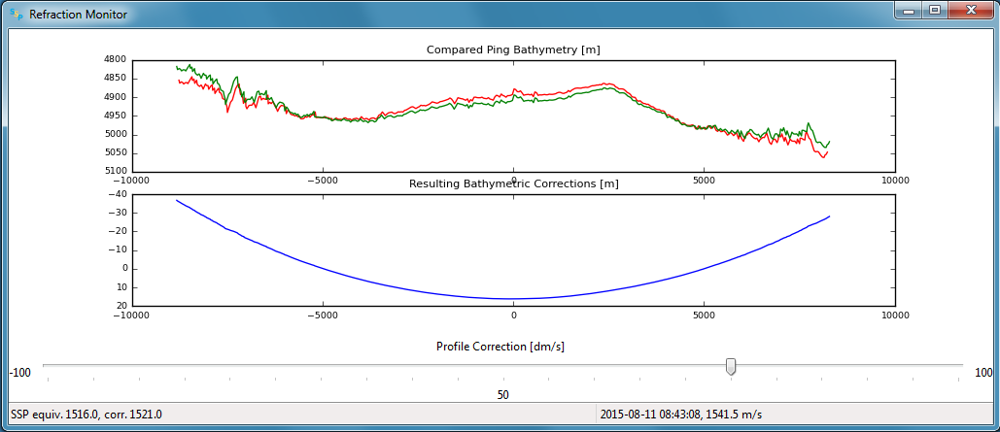 Refraction Monitor
Compared Ping Bathymetry [m]
4800
4850
4900
4950
5000
5050
5100
−10000 −5000 0 5000 10000
Resulting Bathymetric Corrections [m]
−40
−30
−20
−10
0
10
20
−10000 −5000 0 5000 10000
Profile Correction [dm/s]
-100 100
50
SSP equiv. 1516.0, corr. 1521.0 2015-08-11 08:43:08, 1541.5 m/s